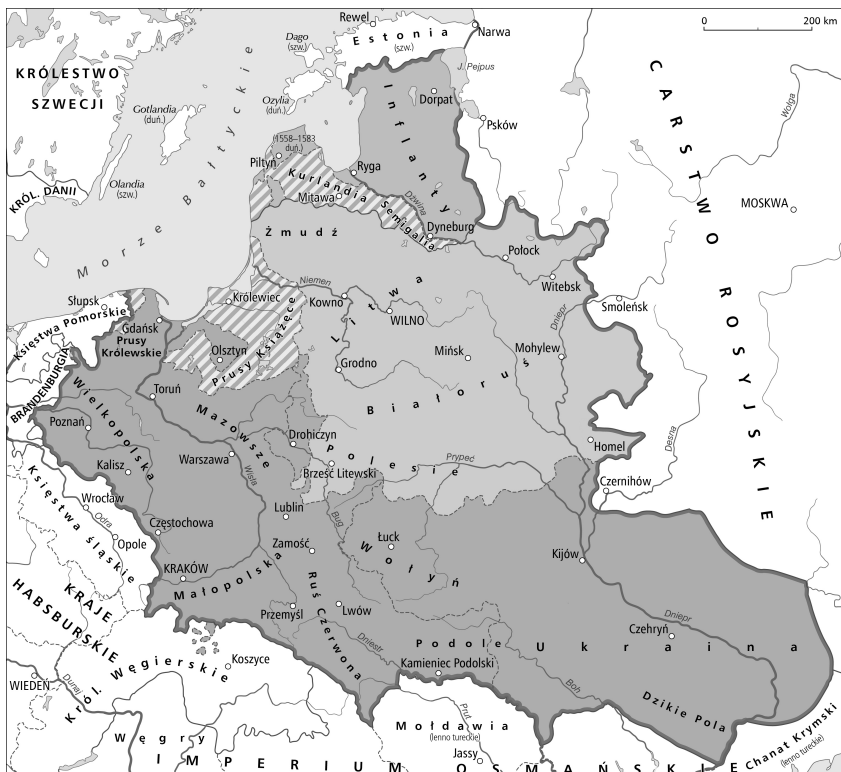 Rewel
Narwa
0
200 km
Estonia
(szw.)
Dago
(szw.)
J. Pejpus
KRÓLESTWO
SZWECJI
Gotlandia
(duń.)
Ozylia
(duń.)
Dorpat
Inflanty
Psków
CARSTWO ROSYJSKIE
Wołga
MOSKWA
Morze Bałtyckie
(1558–1583
duń.)
Piltyń
Ryga
Kurlandia
Mitawa
Semigalia
Dźwina
Dyneburg
Olandia
(szw.)
KRÓL. DANII
Żmudź
Połock
Witebsk
Smoleńsk
Niemen
Królewiec
Kowno
WILNO
Litwa
Dniepr
Słupsk
Księstwa Pomorskie
Gdańsk
Prusy
Królewskie
Olsztyn
Prusy Książęce
Grodno
Mińsk
Mohylew
Białoruś
BRANDENBURGIA
Toruń
Wielkopolska
Mazowsze
Poznań
Drohiczyn
Homel
Desna
Kalisz
Warszawa
Polesie
Brześć Litewski
Prypeć
Czernihów
Księstwa śląskie
Wrocław
Odra
Wisła
Lublin
Bug
Częstochowa
Opole
Zamość
Łuck
Wołyń
Kijów
KRAKÓW
Małopolska
KRAJE
HABSBURSKIE
Ruś Czerwona
Przemyśl
Lwów
Dniepr
Czehryń
Dniestr
Podole
Ukraina
Kamieniec Podolski
Boh
Dzikie Pola
Koszyce
Król. Węgierskie
WIEDEŃ
Dunaj
Węgry
Mołdawia
(lenno tureckie)
Prut
Jassy
Chanat Krymski
(lenno tureckie)
IMPERIUM OSMAŃSKIE